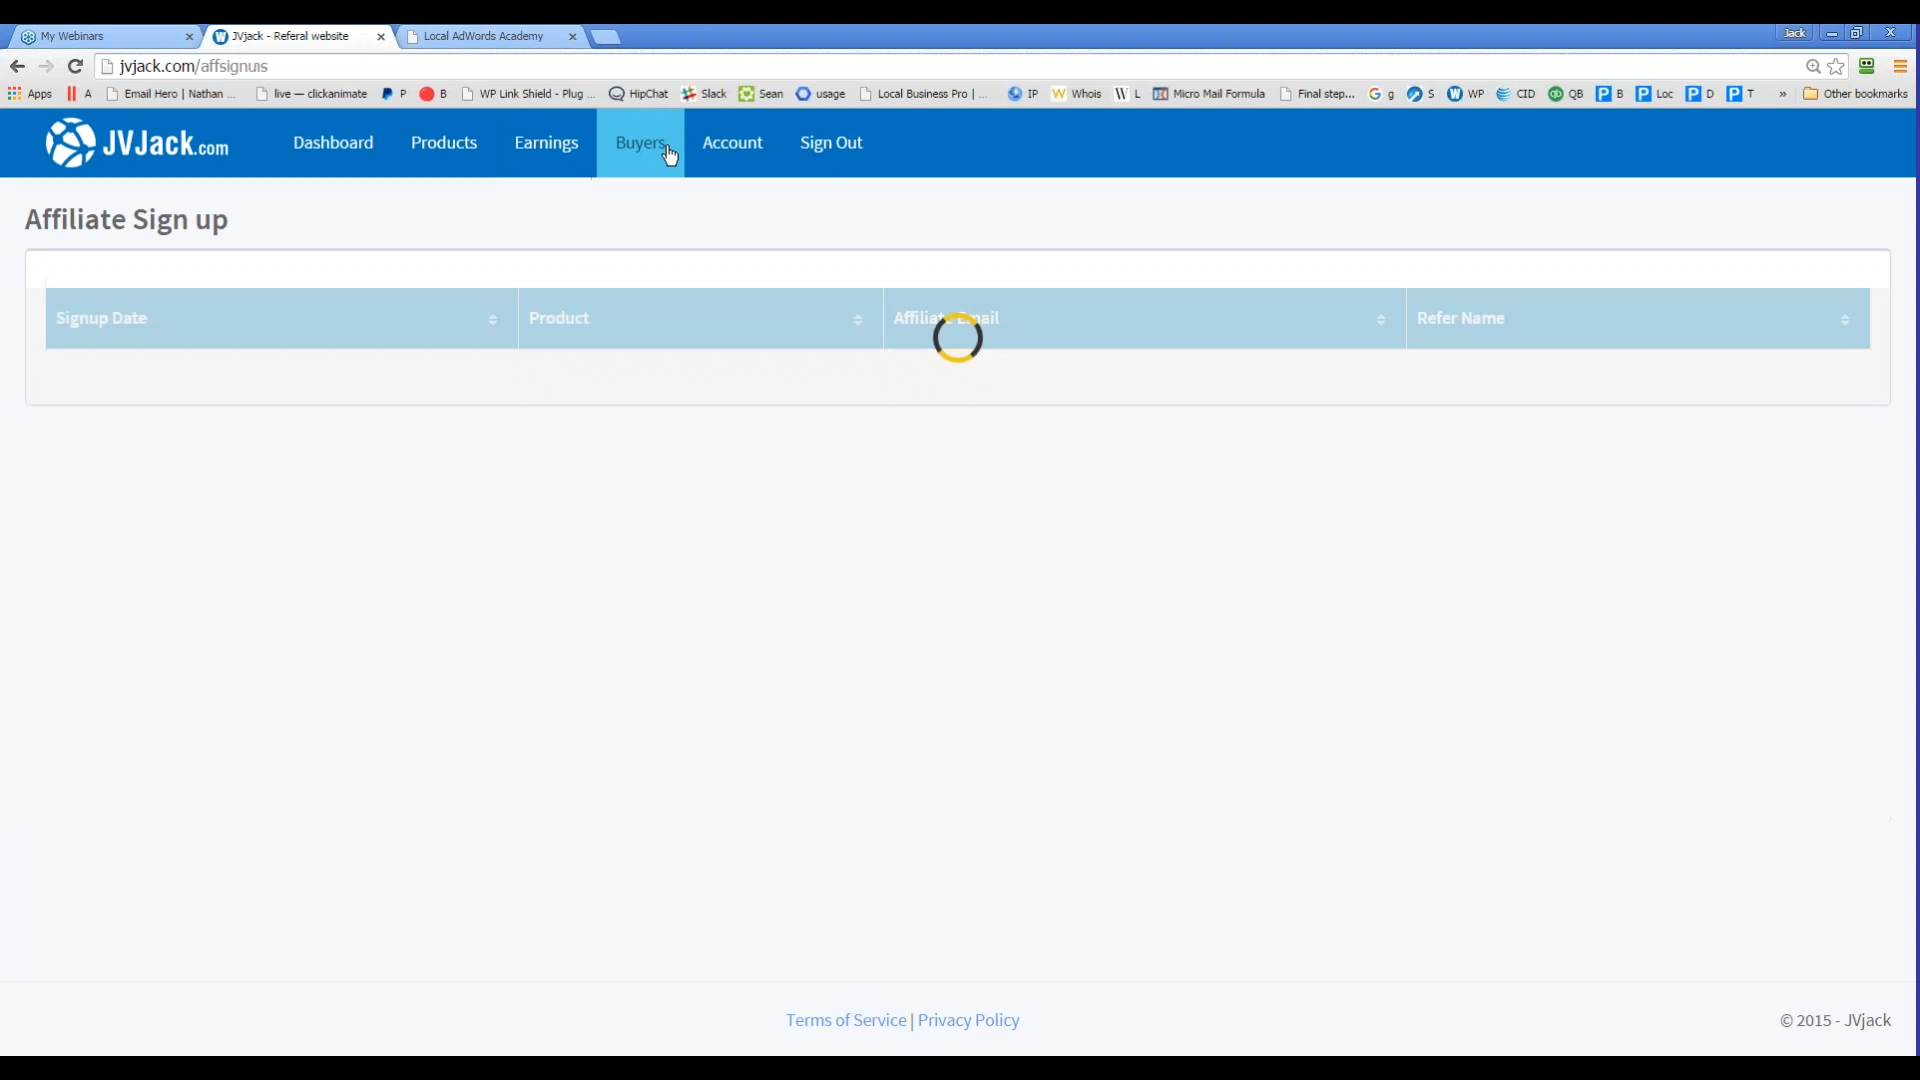 My Webinars
JVjack - Referal website
Local AdWords Academy
Jack
jvjack.com/affsignups
Apps
A
Email Hero | Nathan ...
live — clickanimate
P
B
WP Link Shield - Plug ...
HipChat
Slack
Sean
usage
Local Business Pro | ...
IP
Whois
L
Micro Mail Formula
Final step...
g
S
WP
CID
QB
B
Loc
D
T
»
Other bookmarks
JVJack.com
Dashboard
Products
Earnings
Buyers
Account
Sign Out
Affiliate Sign up
Signup Date
Product
Affiliate Email
Refer Name
Terms of Service | Privacy Policy
© 2015 - JVjack